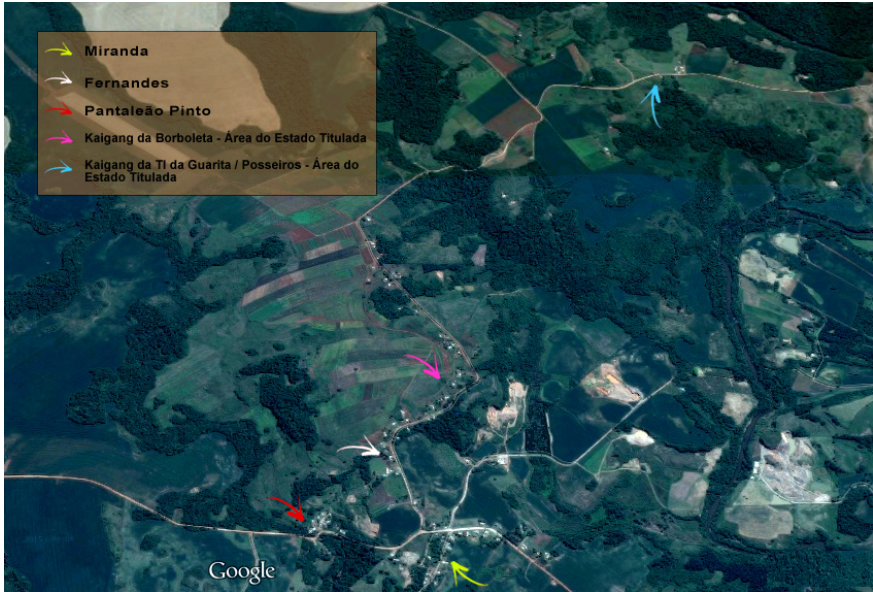 Miranda
Fernandes
Pantaleão Pinto
Kaigang da Borboleta - Área do Estado Titulada
Kaigang da TI da Guarita / Posseiros - Área do
Estado Titulada
Google